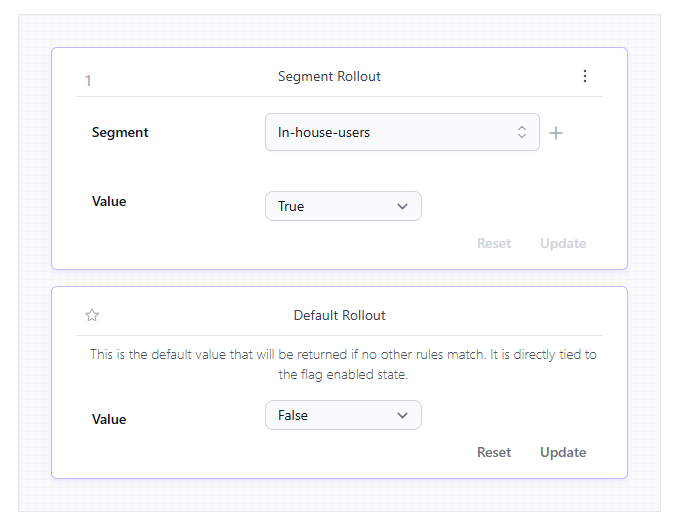 1
Segment Rollout
Segment
In-house-users
Value
True
Reset Update
Default Rollout
This is the default value that will be returned if no other rules match. It is directly tied to
the flag enabled state.
Value
False
Reset Update